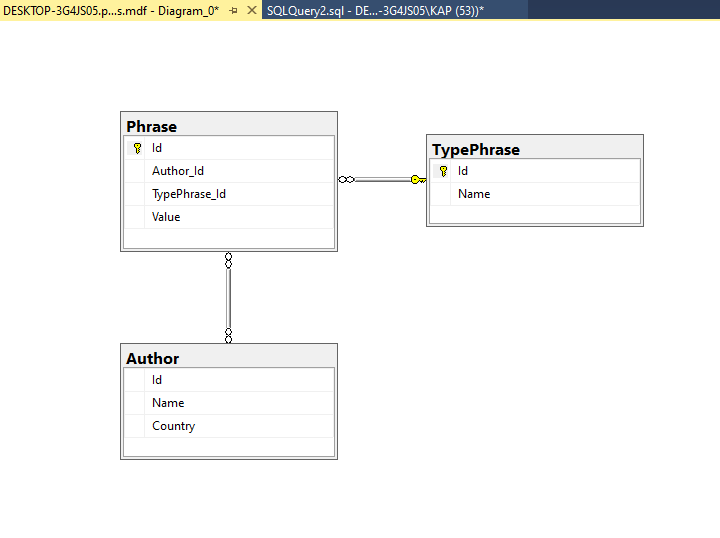 DESKTOP-3G4JS05.p...s.mdf - Diagram_0*
SQLQuery2.sql - DE...-3G4JS05\KAP (53))*
Phrase
Id
Author_Id
TypePhrase_Id
Value
TypePhrase
Id
Name
Author
Id
Name
Country